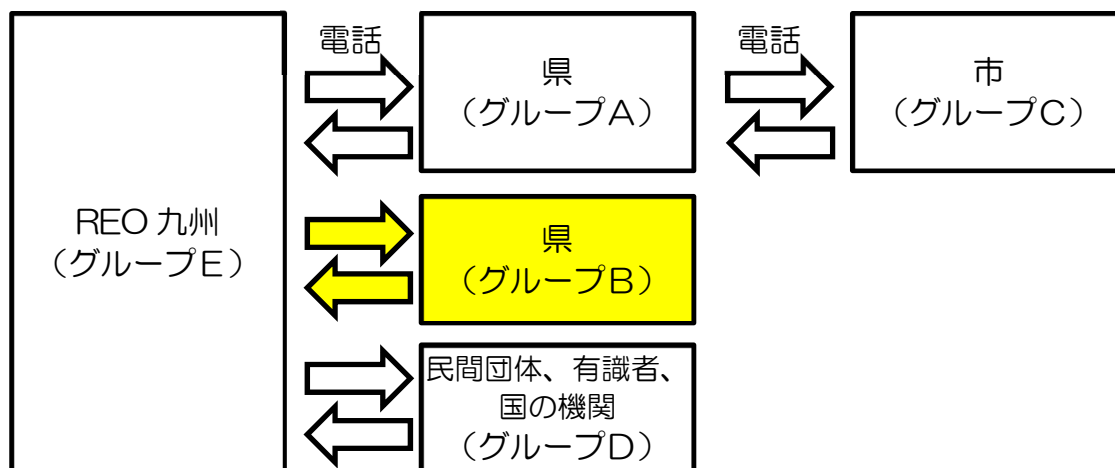 電話
電話
県
(グループA)
市
(グループC)
REO 九州
(グループE)
県
(グループB)
民間団体、有識者、
国の機関
(グループD)